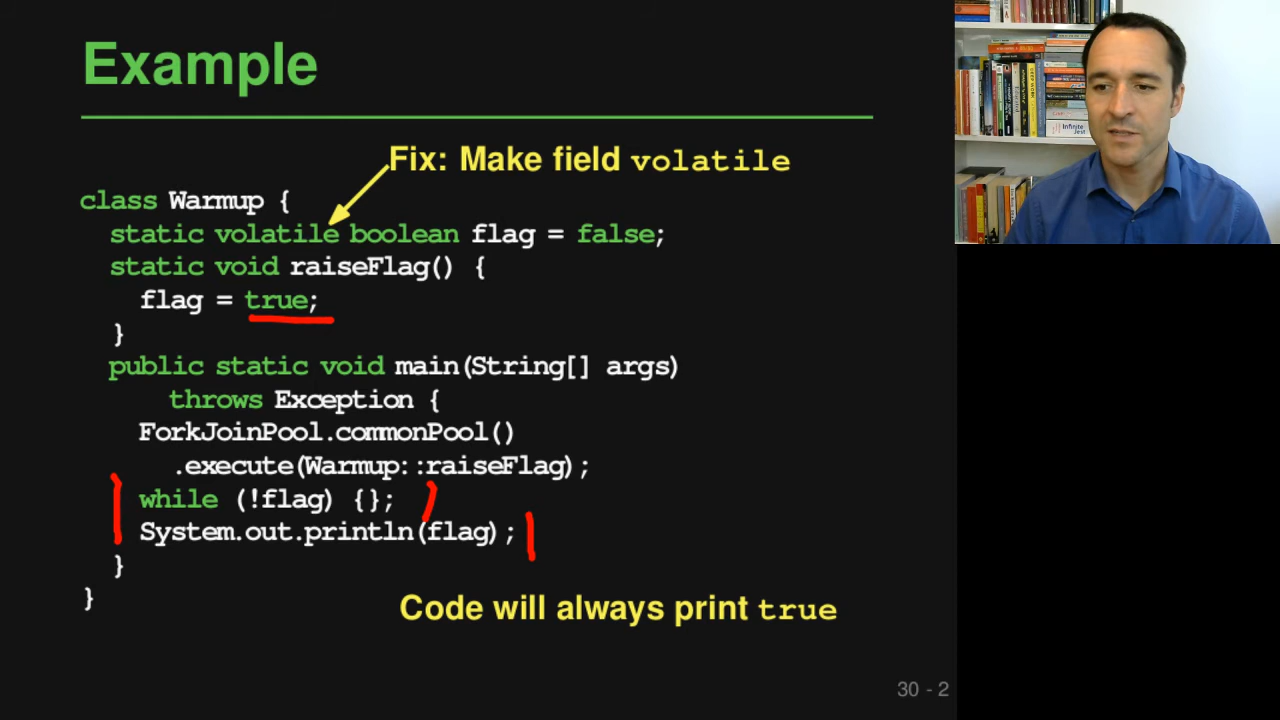 Example
Fix: Make field volatile
class Warmup {
static volatile boolean flag = false;
static void raiseFlag() {
flag = true;
}
public static void main(String[] args)
throws Exception {
ForkJoinPool.commonPool()
.execute(Warmup::raiseFlag);
while (!flag) {};
System.out.println(flag);
}
}
Code will always print true
30 - 2
Infinite
Jest